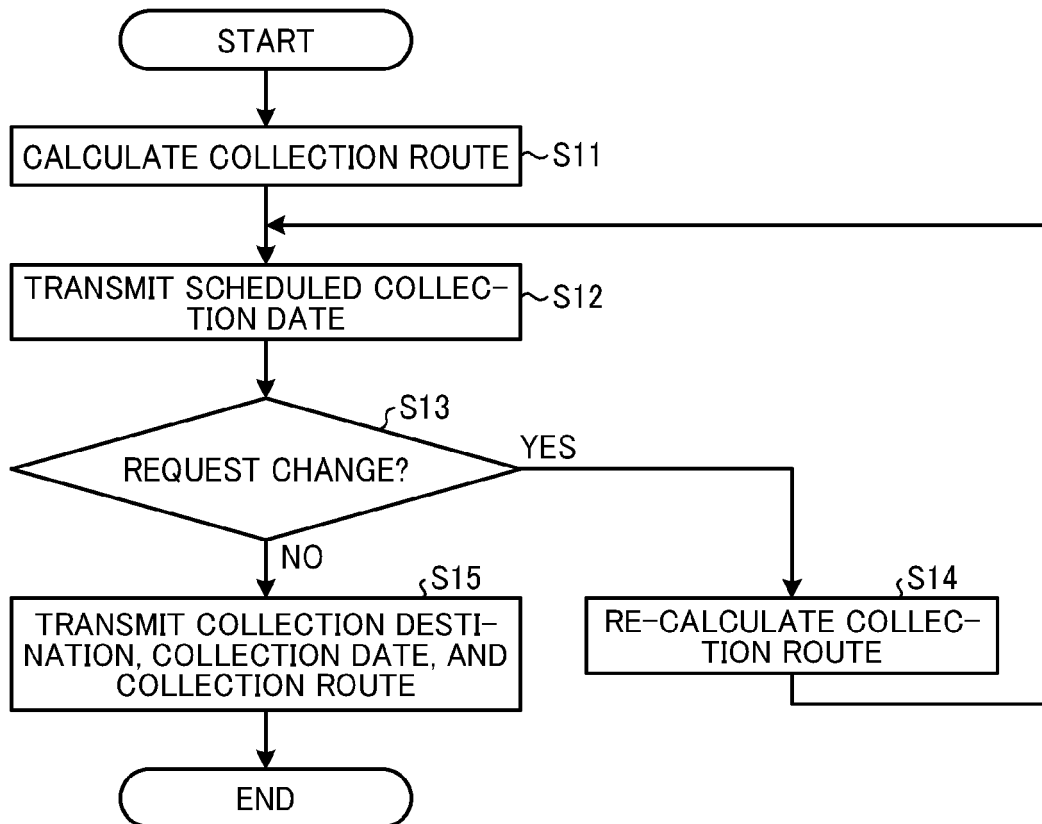 START
CALCULATE COLLECTION ROUTE
S11
TRANSMIT SCHEDULED COLLEC-
TION DATE
S12
S13
REQUEST CHANGE?
YES
NO
S15
TRANSMIT COLLECTION DESTI-
NATION, COLLECTION DATE, AND
COLLECTION ROUTE
S14
RE-CALCULATE COLLEC-
TION ROUTE
END